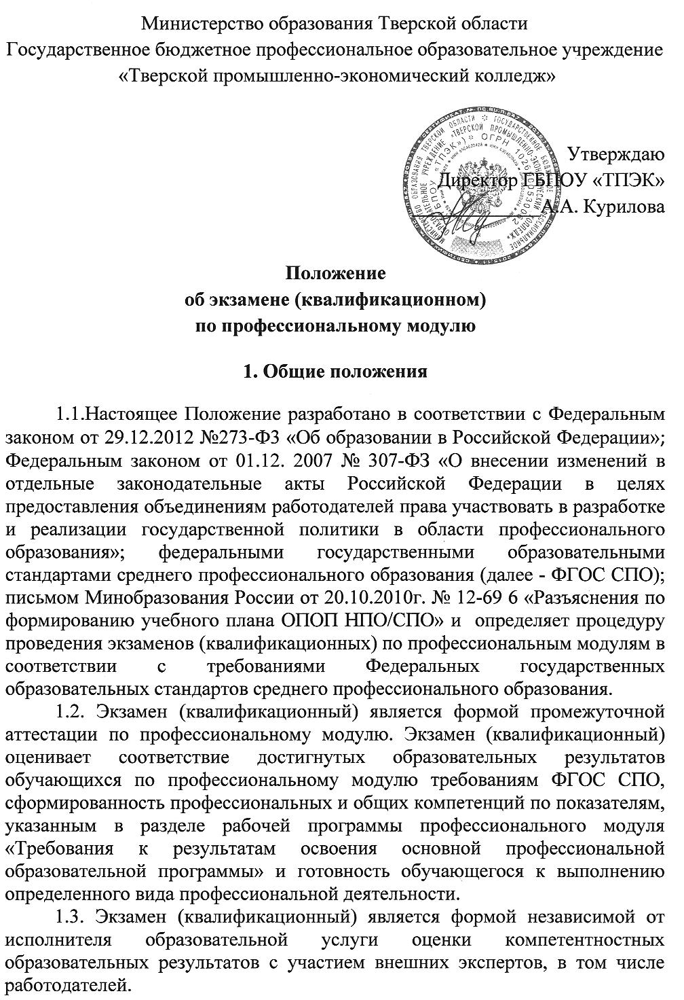 Министерство образования Тверской области
Государственное бюджетное профессиональное образовательное учреждение
«Тверской промышленно-экономический колледж»
Утверждаю
Директор ГБПОУ «ТПЭК»
А.А. Курилова
Положение
об экзамене (квалификационном)
по профессиональному модулю
1. Общие положения
1.1.Настоящее Положение разработано в соответствии с Федеральным
законом от 29.12.2012 №273-ФЗ «Об образовании в Российской Федерации»;
Федеральным законом от 01.12. 2007 № 307-ФЗ «О внесении изменений в
отдельные законодательные акты Российской Федерации в целях
предоставления объединениям работодателей права участвовать в разработке
и реализации государственной политики в области профессионального
образования»; федеральными государственными образовательными
стандартами среднего профессионального образования (далее - ФГОС СПО);
письмом Минобразования России от 20.10.2010г. № 12-69 6 «Разъяснения по
формированию учебного плана ОПОП НПО/СПО» и определяет процедуру
проведения экзаменов (квалификационных) по профессиональным модулям в
соответствии с требованиями Федеральных государственных
образовательных стандартов среднего профессионального образования.
1.2. Экзамен (квалификационный) является формой промежуточной
аттестации по профессиональному модулю. Экзамен (квалификационный)
оценивает соответствие достигнутых образовательных результатов
обучающихся по профессиональному модулю требованиям ФГОС СПО,
сформированность профессиональных и общих компетенций по показателям,
указанным в разделе рабочей программы профессионального модуля
«Требования к результатам освоения основной профессиональной
образовательной программы» и готовность обучающегося к выполнению
определенного вида профессиональной деятельности.
1.3. Экзамен (квалификационный) является формой независимой от
исполнителя образовательной услуги оценки компетентностных
образовательных результатов с участием внешних экспертов, в том числе
работодателей.